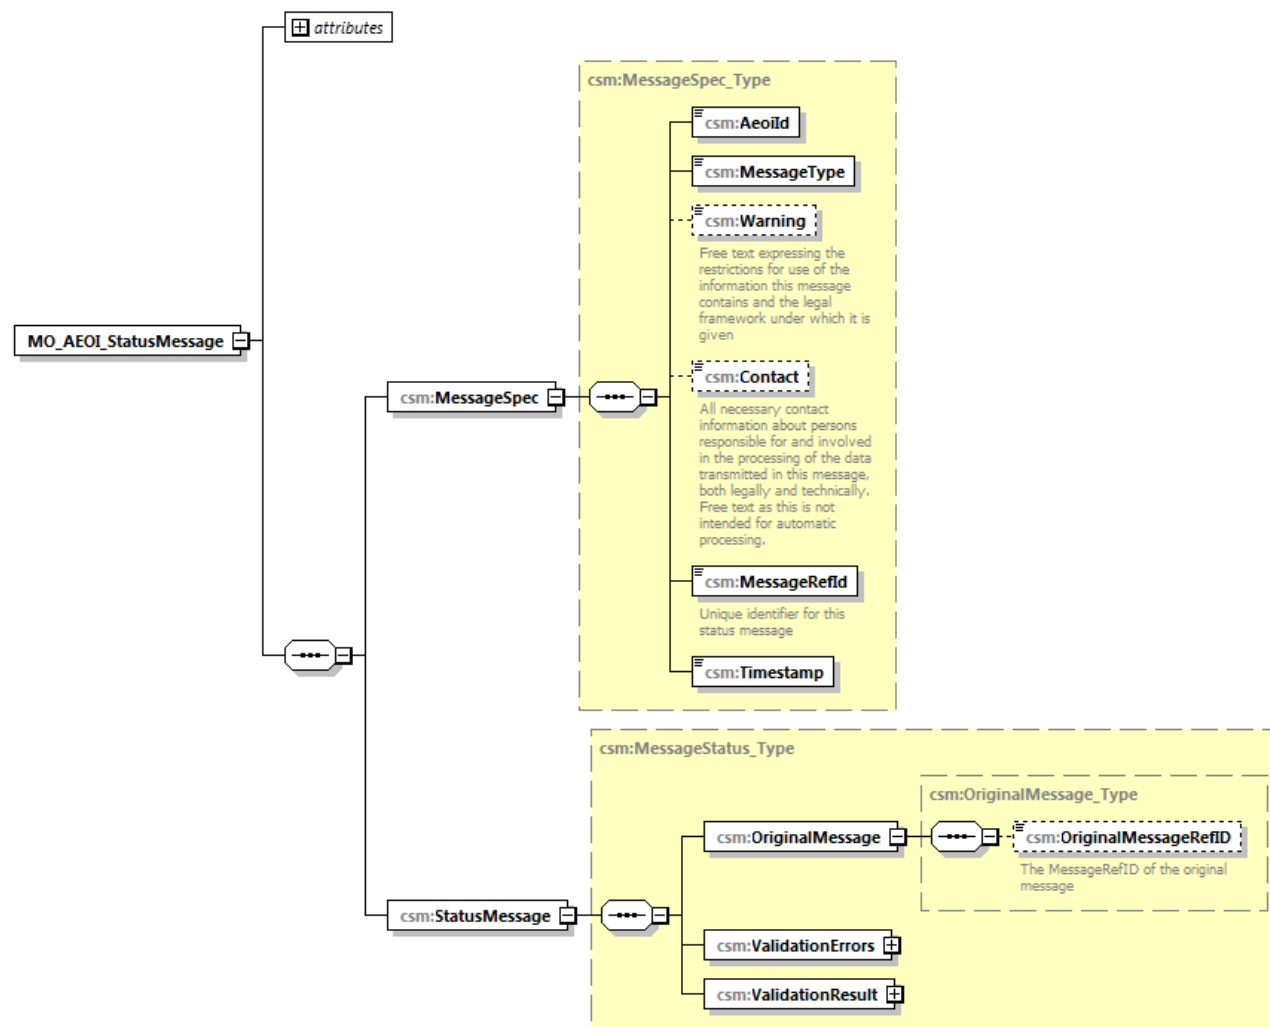 attributes
csm:MessageSpec_Type
csm:AeoiId
csm:MessageType
csm:Warning
Free text expressing the
restrictions for use of the
information this message
contains and the legal
framework under which it is
given
MO_AEOI_StatusMessage
csm:Contact
csm:MessageSpec
All necessary contact
information about persons
responsible for and involved
in the processing of the data
transmitted in this message,
both legally and technically.
Free text as this is not
intended for automatic
processing.
csm:MessageRefId
Unique identifier for this
status message
csm:Timestamp
csm:MessageStatus_Type
csm:OriginalMessage_Type
csm:OriginalMessage
csm:OriginalMessageRefID
The MessageRefID of the original
message
csm:StatusMessage
csm:ValidationErrors
csm:ValidationResult